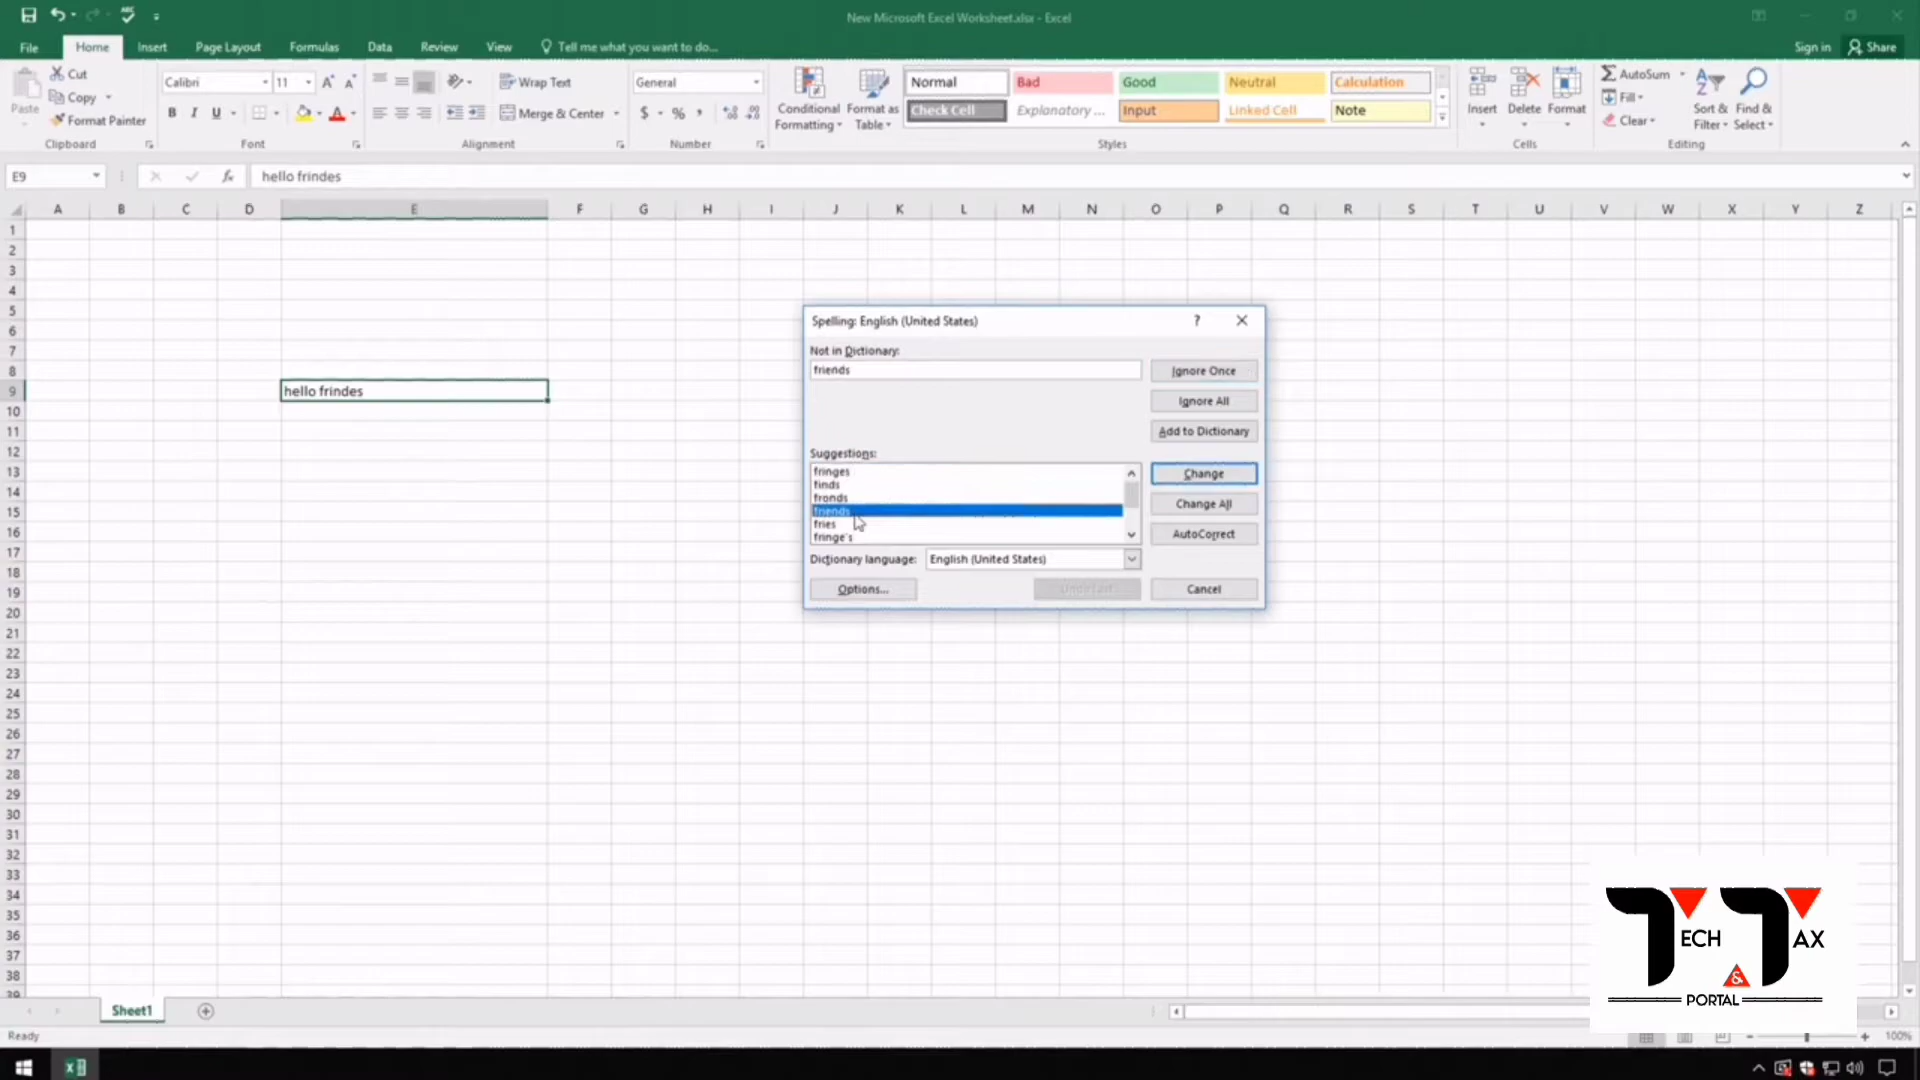 New Microsoft Excel Worksheet.xlsx - Excel
File Home Insert Page Layout Formulas Data Review View Tell me what you want to do... Sign in Share
Paste
Cut
Copy
Format Painter
Clipboard
Calibri 11
B I U A
Font
Wrap Text
Merge & Center
Alignment
General
$ % ,
Number
Conditional Formatting
Format as Table
Normal Bad Good Neutral Calculation
Check Cell Explanatory ... Input Linked Cell Note
Styles
Insert Delete Format
Cells
AutoSum
Fill
Clear
Sort & Filter
Find & Select
Editing
E9 fx hello frindes
A B C D E F G H I J K L M N O P Q R S T U V W X Y Z
1
2
3
4
5
6
7
8
9 hello frindes
10
11
12
13
14
15
16
17
18
19
20
21
22
23
24
25
26
27
28
29
30
31
32
33
34
35
36
37
38
39
Spelling: English (United States) ?
Not in Dictionary:
friends
Ignore Once
Ignore All
Add to Dictionary
Suggestions:
fringes
finds
fronds
friends
fries
fringe's
Change
Change All
AutoCorrect
Dictionary language: English (United States)
Options... Cancel
TECH & TAX
PORTAL
Sheet1
Ready 100%